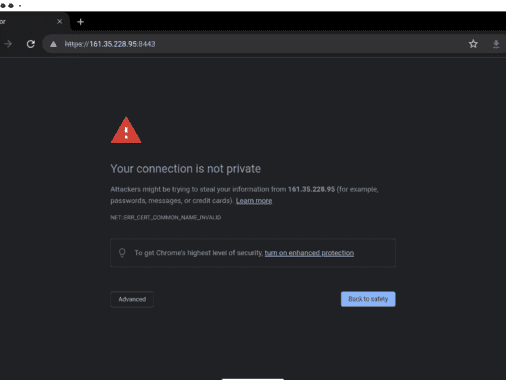 or
https://161.35.228.95:8443
Your connection is not private
Attackers might be trying to steal your information from 161.35.228.95 (for example,
passwords, messages, or credit cards). Learn more
NET::ERR_CERT_COMMON_NAME_INVALID
To get Chrome's highest level of security, turn on enhanced protection
Advanced
Back to safety